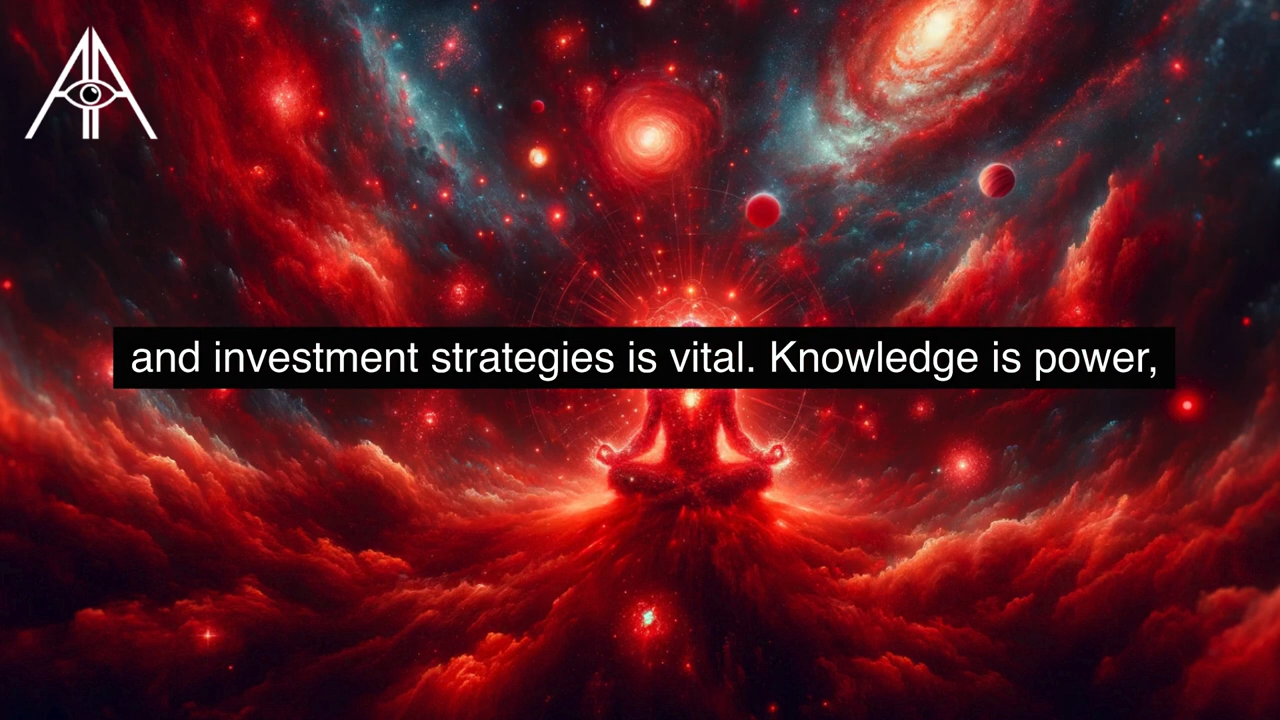 and investment strategies is vital. Knowledge is power,